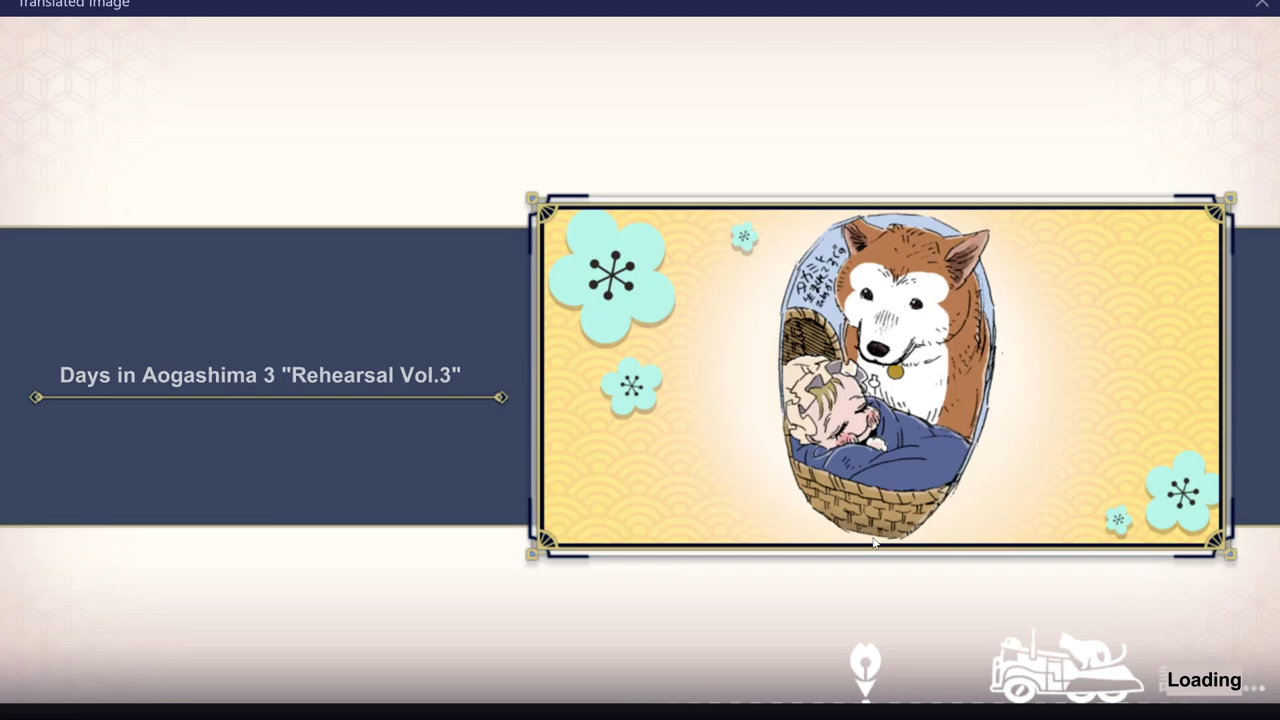 Translated Image
Days in Aogashima 3 "Rehearsal Vol.3"
Loading